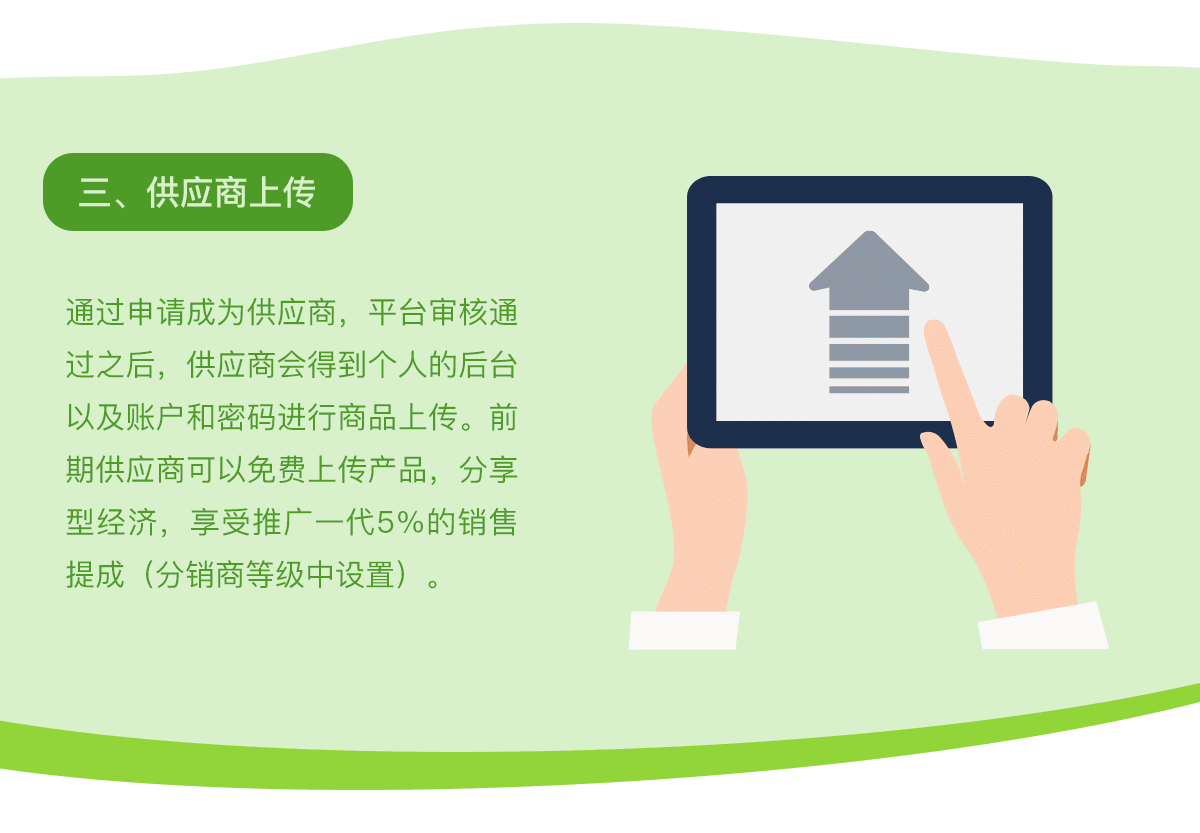 三、供应商上传
通过申请成为供应商，平台审核通
过之后，供应商会得到个人的后台
以及账户和密码进行商品上传。前
期供应商可以免费上传产品，分享
型经济，享受推广一代5%的销售
提成（分销商等级中设置）。